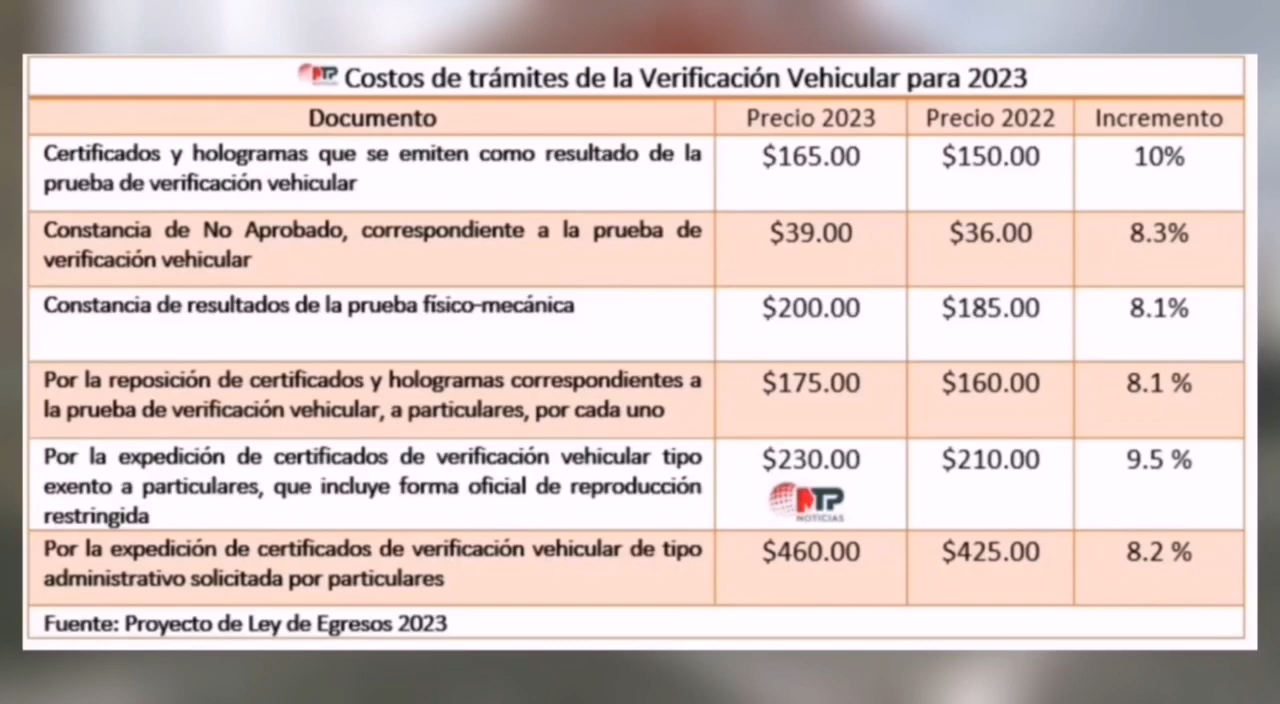 NTP Costos de trámites de la Verificación Vehicular para 2023
Documento Precio 2023 Precio 2022 Incremento
Certificados y hologramas que se emiten como resultado de la $165.00 $150.00 10%
prueba de verificación vehicular
Constancia de No Aprobado, correspondiente a la prueba de $39.00 $36.00 8.3%
verificación vehicular
Constancia de resultados de la prueba físico-mecánica $200.00 $185.00 8.1%
Por la reposición de certificados y hologramas correspondientes a $175.00 $160.00 8.1 %
la prueba de verificación vehicular, a particulares, por cada uno
Por la expedición de certificados de verificación vehicular tipo $230.00 $210.00 9.5 %
exento a particulares, que incluye forma oficial de reproducción
restringida
NTP
NOTICIAS
Por la expedición de certificados de verificación vehicular de tipo $460.00 $425.00 8.2 %
administrativo solicitada por particulares
Fuente: Proyecto de Ley de Egresos 2023